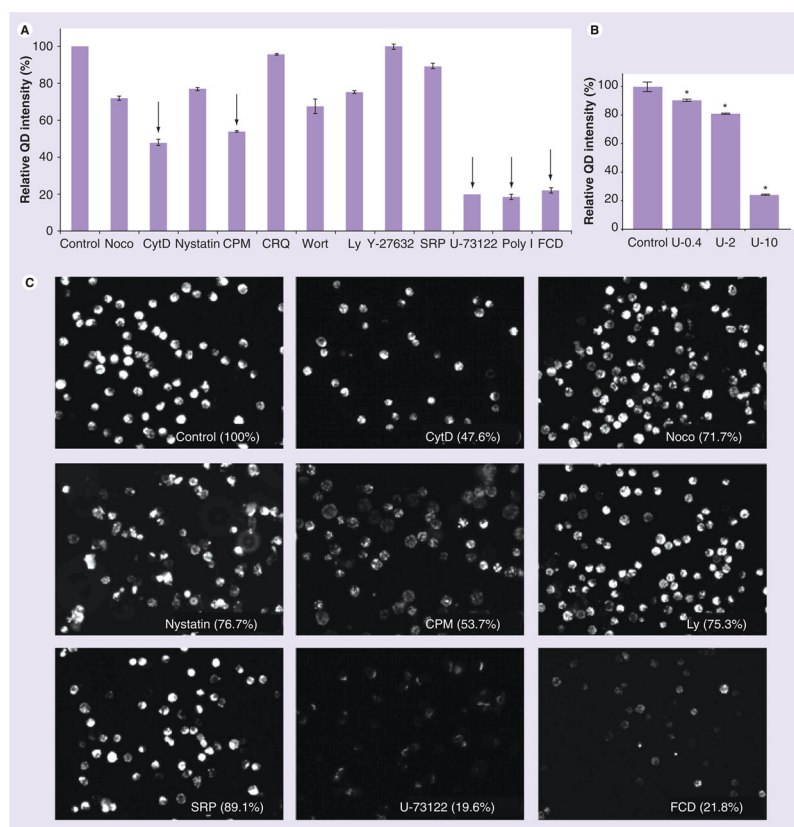 A
B
Relative QD intensity (%)
100
80
60
40
20
0
Control Noco CytD Nystatin CPM CRQ Wort Ly Y-27632 SRP U-73122 Poly I FCD
Relative QD intensity (%)
100
80
60
40
20
0
* * *
Control U-0.4 U-2 U-10
C
Control (100%) CytD (47.6%) Noco (71.7%)
Nystatin (76.7%) CPM (53.7%) Ly (75.3%)
SRP (89.1%) U-73122 (19.6%) FCD (21.8%)